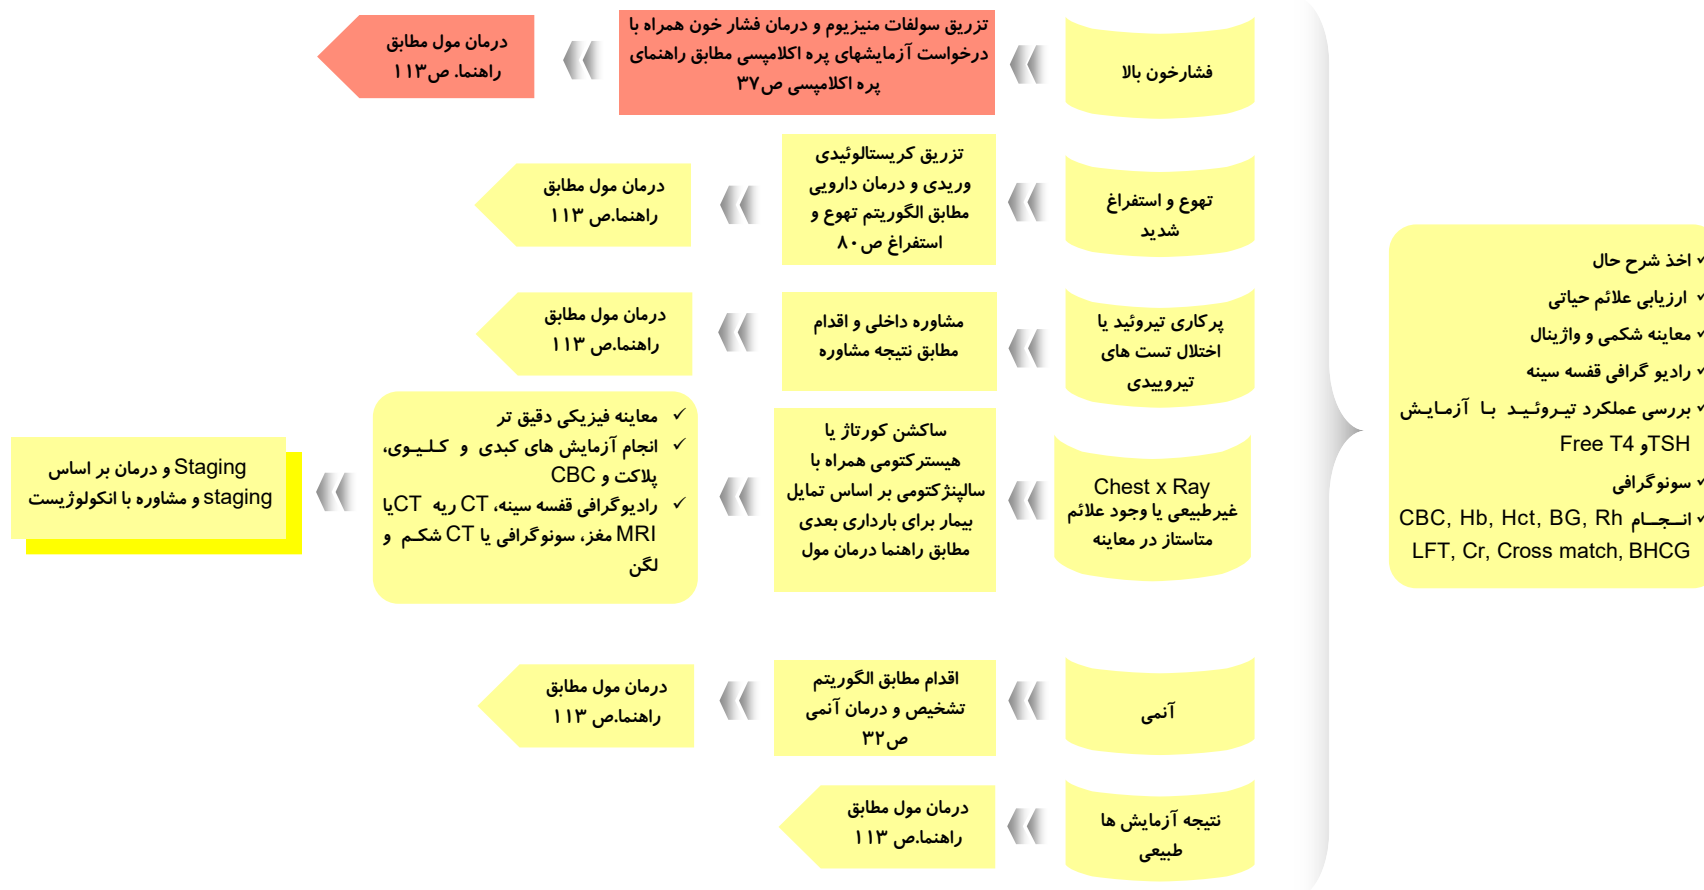 ✓ اخذ شرح حال
✓ ارزیابی علائم حیاتی
✓ معاینه شکمی و واژینال
✓ رادیو گرافی قفسه سینه
✓ بررسی عملکرد تیـروئـیـد بـا آزمـایـش
TSHو Free T4
✓ سونوگرافی
✓ انــجــام CBC, Hb, Hct, BG, Rh
LFT, Cr, Cross match, BHCG
فشارخون بالا
تزریق سولفات منیزیوم و درمان فشار خون همراه با
درخواست آزمایشهای پره اکلامپسی مطابق راهنمای
پره اکلامپسی ص۳۷
درمان مول مطابق
راهنما. ص۱۱۳
تهوع و استفراغ
شدید
تزریق کریستالوئیدی
وریدی و درمان دارویی
مطابق الگوریتم تهوع و
استفراغ ص۸۰
درمان مول مطابق
راهنما.ص ۱۱۳
پرکاری تیروئید یا
اختلال تست های
تیروییدی
مشاوره داخلی و اقدام
مطابق نتیجه مشاوره
درمان مول مطابق
راهنما.ص ۱۱۳
Chest x Ray
غیرطبیعی یا وجود علائم
متاستاز در معاینه
ساکشن کورتاژ یا
هیسترکتومی همراه با
سالپنژکتومی بر اساس تمایل
بیمار برای بارداری بعدی
مطابق راهنما درمان مول
✓ معاینه فیزیکی دقیق تر
✓ انجام آزمایش های کبدی و کـلـیـوی،
پلاکت و CBC
✓ رادیوگرافی قفسه سینه، CT ریه CTیا
MRI مغز، سونوگرافی یا CT شکـم و
لگن
Staging و درمان بر اساس
staging و مشاوره با انکولوژیست
آنمی
اقدام مطابق الگوریتم
تشخیص و درمان آنمی
ص۳۲
درمان مول مطابق
راهنما.ص ۱۱۳
نتیجه آزمایش ها
طبیعی
درمان مول مطابق
راهنما.ص ۱۱۳